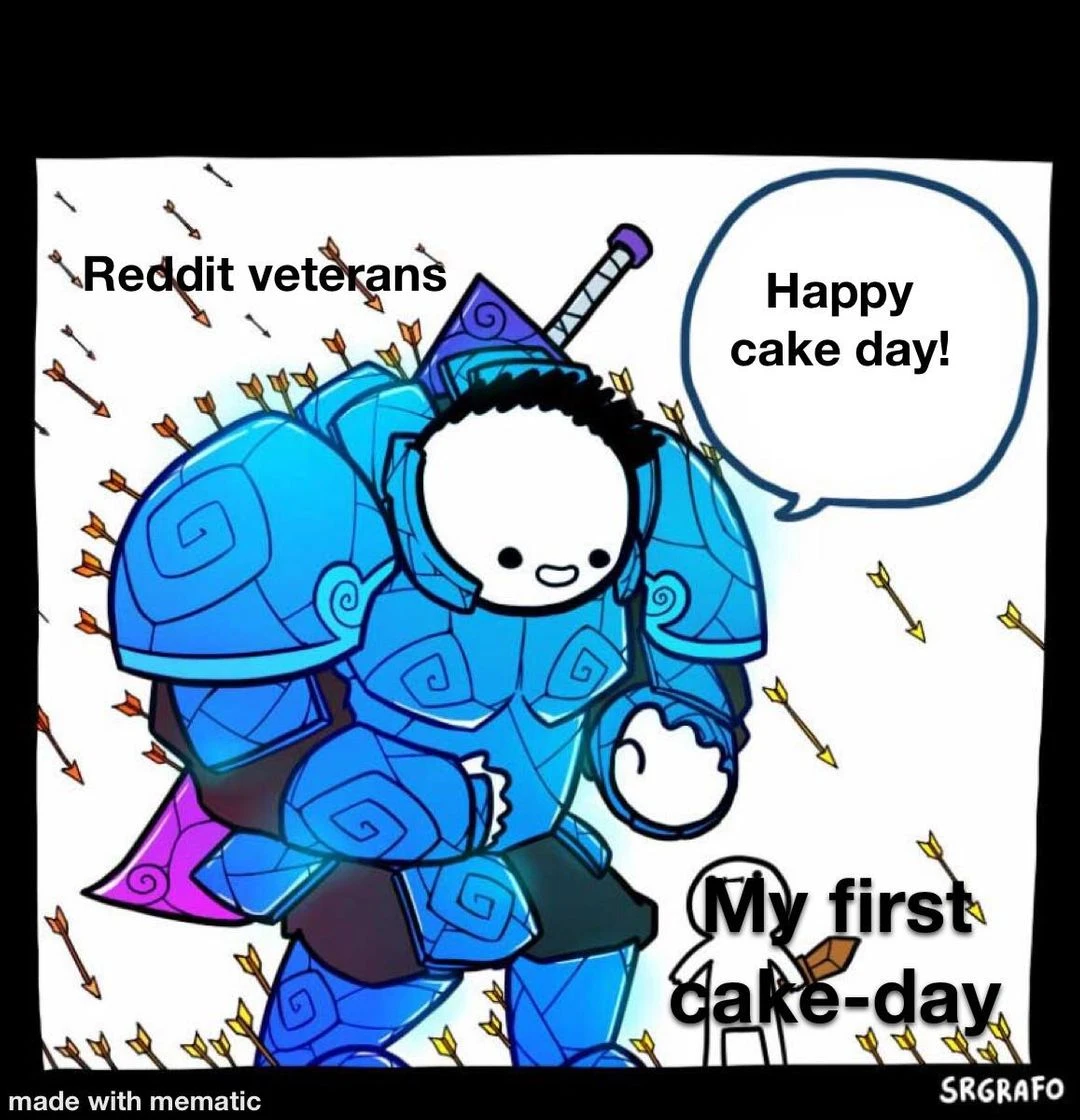 Reddit veterans
Happy
cake day!
My first
cake-day
made with mematic
SRGRAFO